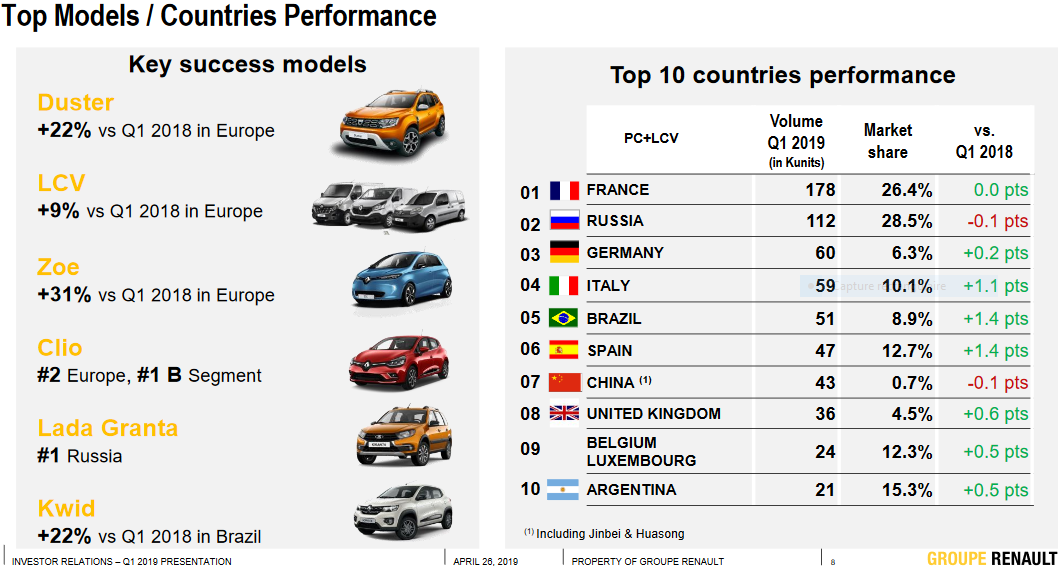 Top Models / Countries Performance
Key success models
Duster
+22% vs Q1 2018 in Europe
LCV
+9% vs Q1 2018 in Europe
Zoe
+31% vs Q1 2018 in Europe
Clio
#2 Europe, #1 B Segment
Lada Granta
#1 Russia
Kwid
+22% vs Q1 2018 in Brazil
Top 10 countries performance
PC+LCV
Volume
Q1 2019
(in Kunits)
Market
share
vs.
Q1 2018
01 FRANCE 178 26.4% 0.0 pts
02 RUSSIA 112 28.5% -0.1 pts
03 GERMANY 60 6.3% +0.2 pts
04 ITALY 59 10.1% +1.1 pts
05 BRAZIL 51 8.9% +1.4 pts
06 SPAIN 47 12.7% +1.4 pts
07 CHINA (1) 43 0.7% -0.1 pts
08 UNITED KINGDOM 36 4.5% +0.6 pts
09 BELGIUM
LUXEMBOURG 24 12.3% +0.5 pts
10 ARGENTINA 21 15.3% +0.5 pts
(1) Including Jinbei & Huasong
INVESTOR RELATIONS – Q1 2019 PRESENTATION
APRIL 26, 2019
PROPERTY OF GROUPE RENAULT
8
GROUPE RENAULT